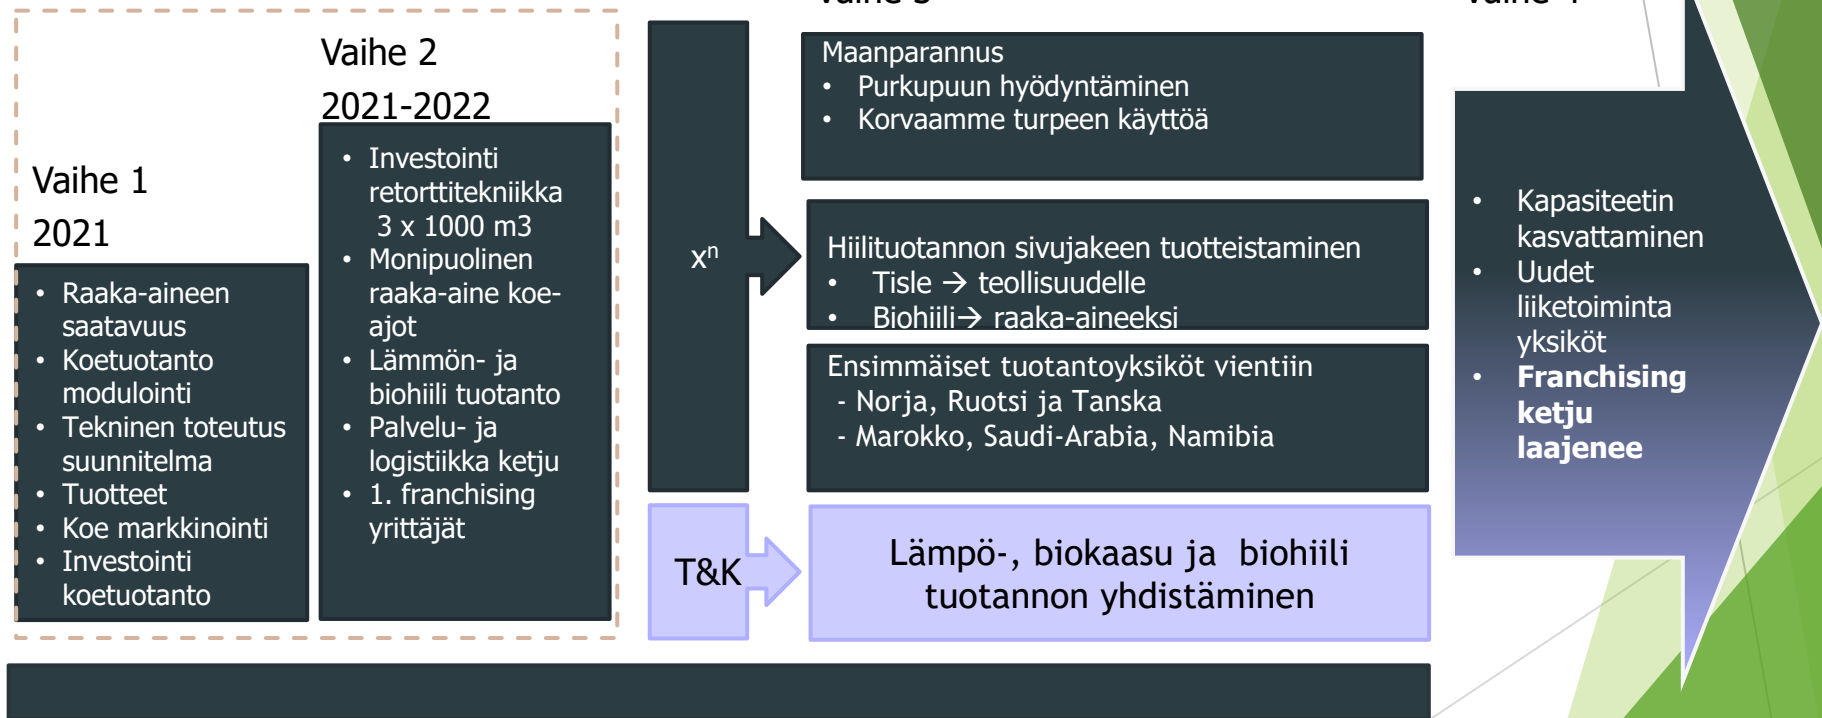 Vaihe 1
2021
• Raaka-aineen
saatavuus
• Koetuotanto
modulointi
• Tekninen toteutus
suunnitelma
• Tuotteet
• Koe markkinointi
• Investointi
koetuotanto
Vaihe 2
2021-2022
• Investointi
retorttitekniikka
3 x 1000 m3
• Monipuolinen
raaka-aine koe-
ajot
• Lämmön- ja
biohiili tuotanto
• Palvelu- ja
logistiikka ketju
• 1. franchising
yrittäjät
xⁿ
T&K
Maanparannus
• Purkupuun hyödyntäminen
• Korvaamme turpeen käyttöä
Hiilituotannon sivujakeen tuotteistaminen
• Tisle → teollisuudelle
• Biohiili→ raaka-aineeksi
Ensimmäiset tuotantoyksiköt vientiin
- Norja, Ruotsi ja Tanska
- Marokko, Saudi-Arabia, Namibia
Lämpö-, biokaasu ja biohiili
tuotannon yhdistäminen
• Kapasiteetin
kasvattaminen
• Uudet
liiketoiminta
yksiköt
• Franchising
ketju
laajenee